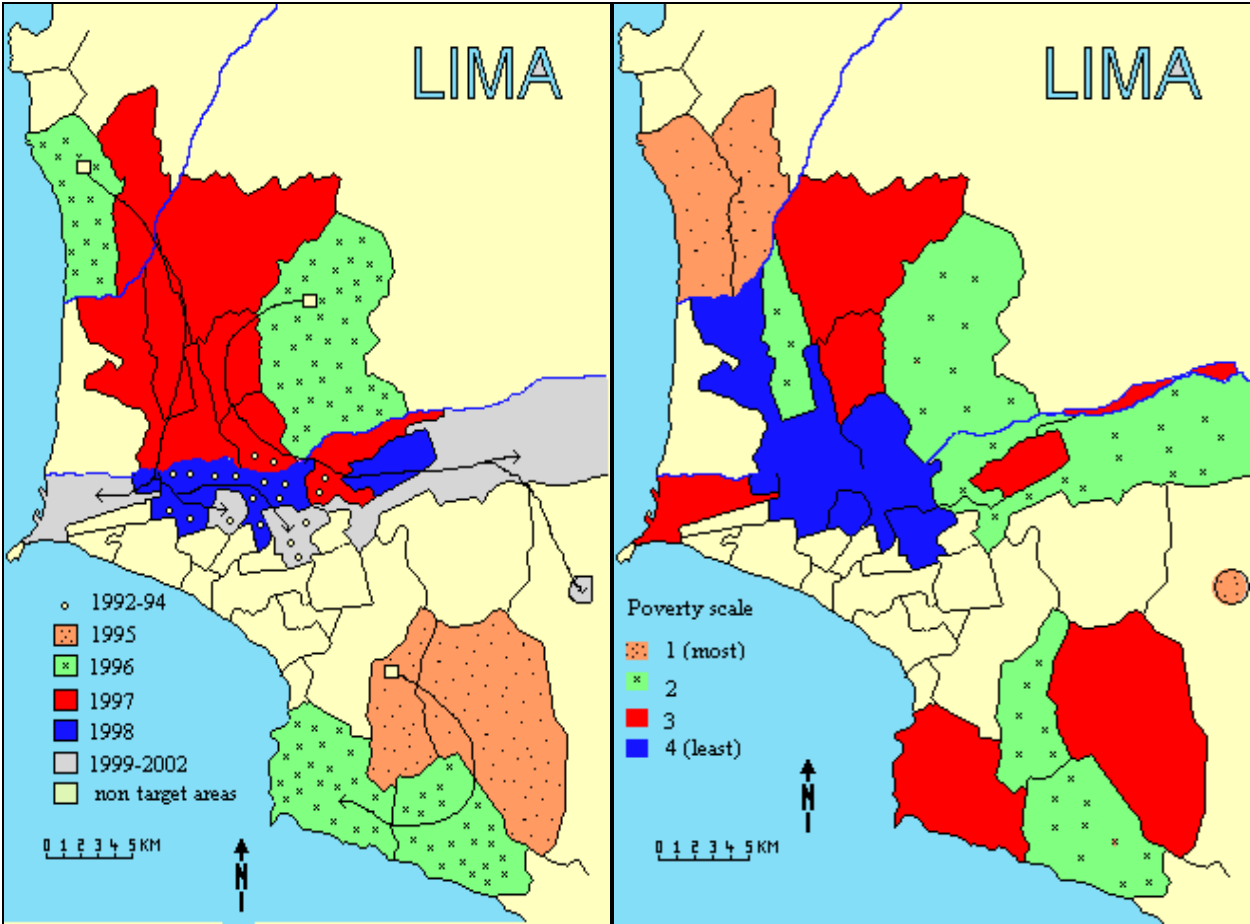 LIMA
1992-94
1995
1996
1997
1998
1999-2002
non target areas
0 1 2 3 4 5 KM
N
LIMA
Poverty scale
1 (most)
2
3
4 (least)
0 1 2 3 4 5 KM
N